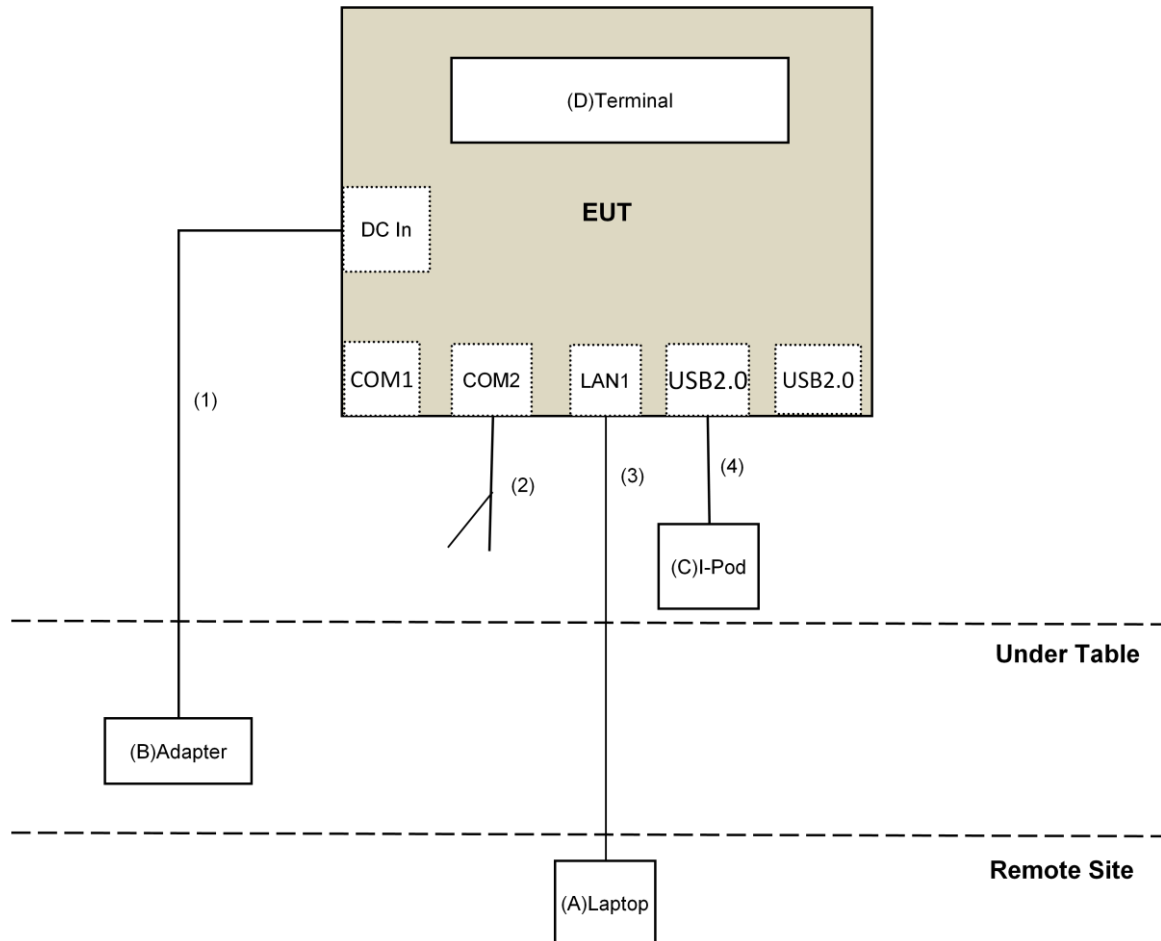 (D)Terminal
EUT
DC In
COM1
COM2
LAN1
USB2.0
USB2.0
(1)
(2)
(3)
(4)
(C)I-Pod
Under Table
(B)Adapter
Remote Site
(A)Laptop